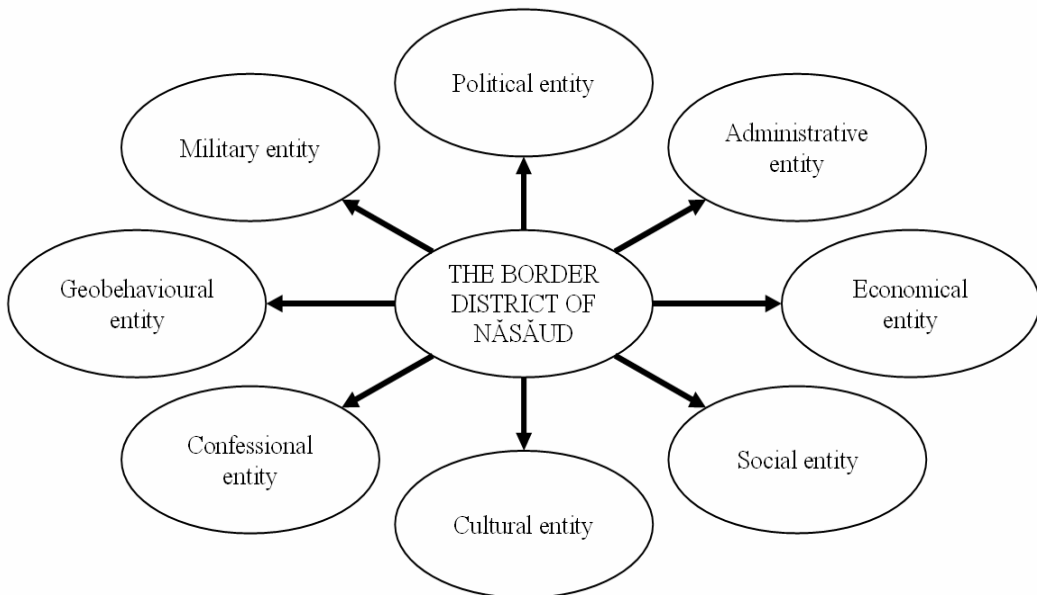 Political entity
Military entity
Administrative
entity
Geobehavioural
entity
THE BORDER
DISTRICT OF
NĂSĂUD
Economical
entity
Confessional
entity
Social entity
Cultural entity